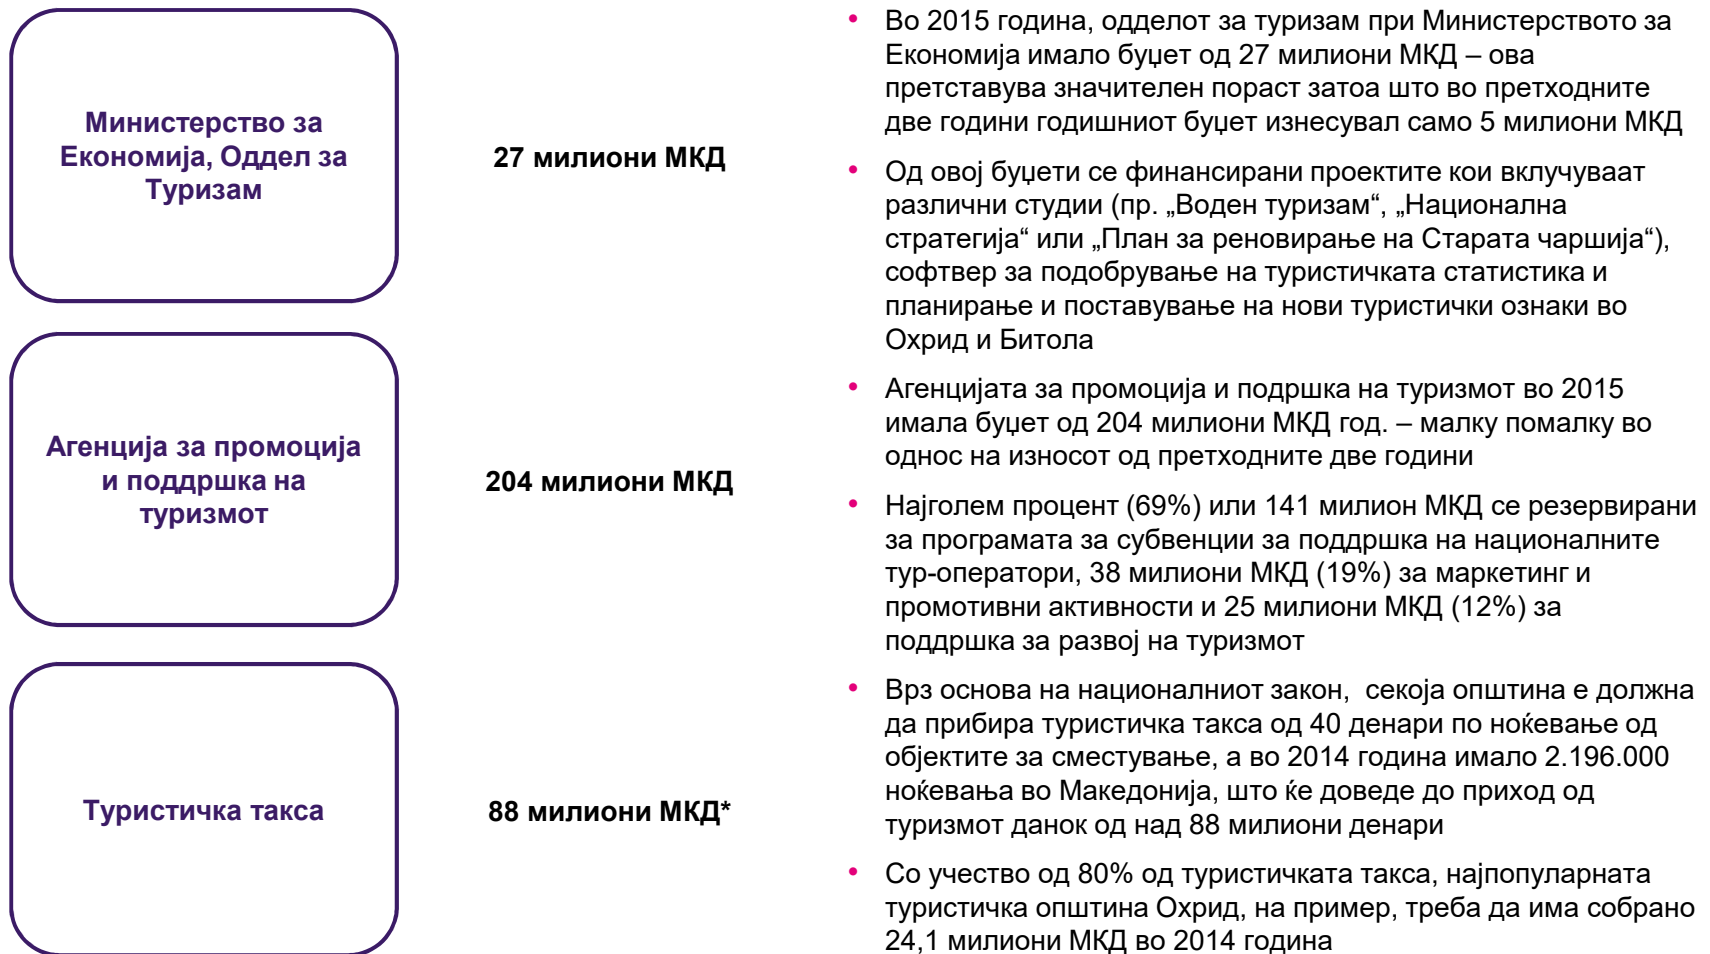 Министерство за
Економија, Оддел за
Туризам
27 милиони МКД
• Во 2015 година, одделот за туризам при Министерството за
Економија имало буџет од 27 милиони МКД – ова
претставува значителен пораст затоа што во претходните
две години годишниот буџет изнесувал само 5 милиони МКД
• Од овој буџети се финансирани проектите кои вклучуваат
различни студии (пр. „Воден туризам“, „Национална
стратегија“ или „План за реновирање на Старата чаршија“),
софтвер за подобрување на туристичката статистика и
планирање и поставување на нови туристички ознаки во
Охрид и Битола
Агенција за промоција
и поддршка на
туризмот
204 милиони МКД
• Агенцијата за промоција и подршка на туризмот во 2015
имала буџет од 204 милиони МКД год. – малку помалку во
однос на износот од претходните две години
• Најголем процент (69%) или 141 милион МКД се резервирани
за програмата за субвенции за поддршка на националните
тур-оператори, 38 милиони МКД (19%) за маркетинг и
промотивни активности и 25 милиони МКД (12%) за
поддршка за развој на туризмот
Туристичка такса
88 милиони МКД*
• Врз основа на националниот закон, секоја општина е должна
да прибира туристичка такса од 40 денари по ноќевање од
објектите за сместување, а во 2014 година имало 2.196.000
ноќевања во Македонија, што ќе доведе до приход од
туризмот данок од над 88 милиони денари
• Со учество од 80% од туристичката такса, најпопуларната
туристичка општина Охрид, на пример, треба да има собрано
24,1 милиони МКД во 2014 година